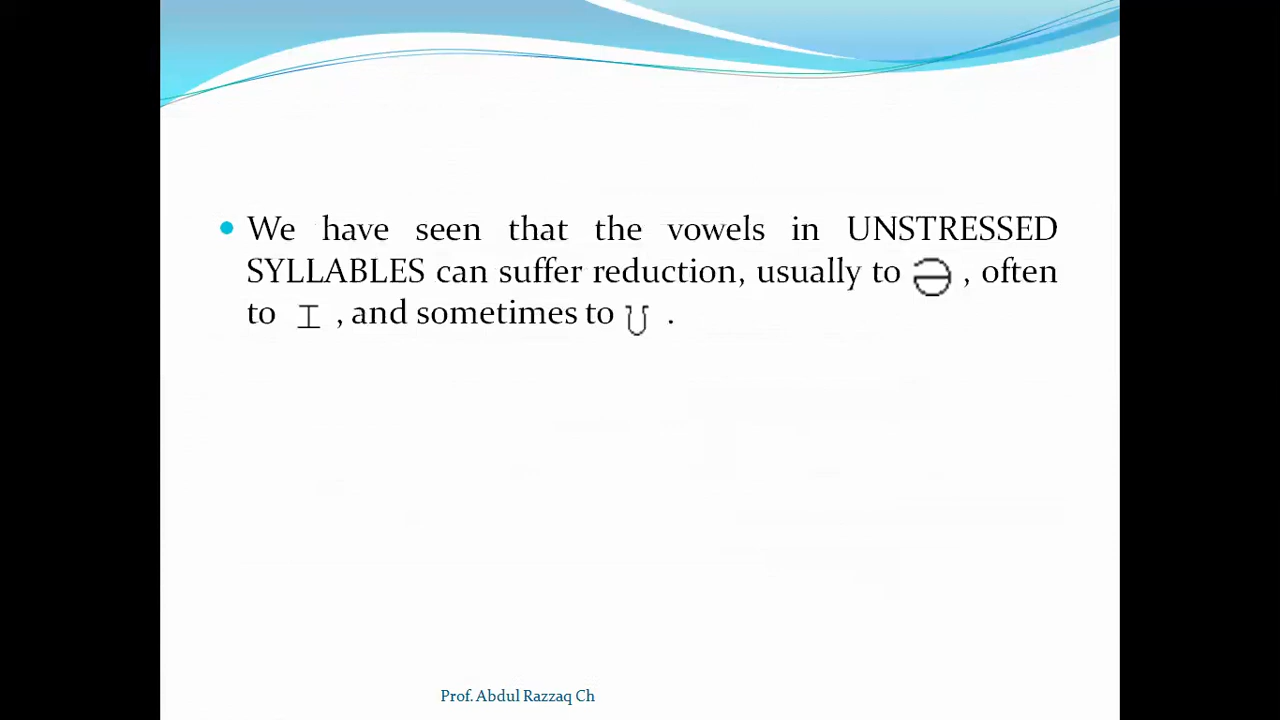 • We have seen that the vowels in UNSTRESSED
SYLLABLES can suffer reduction, usually to ə , often
to ɪ , and sometimes to ʊ .
Prof. Abdul Razzaq Ch